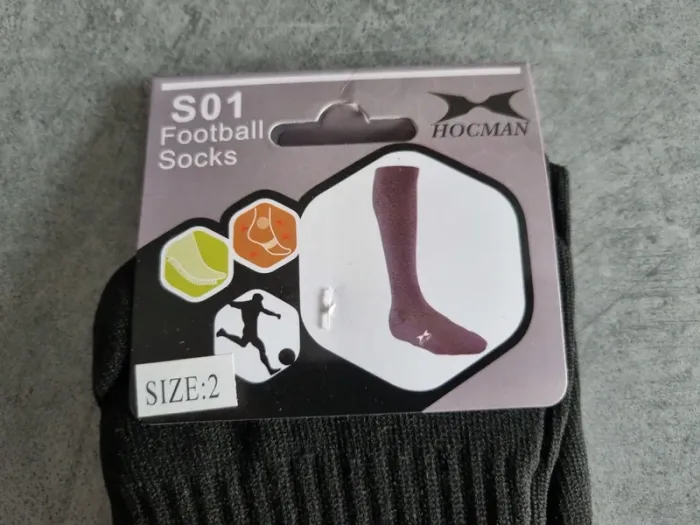 S01
Football
Socks
HOCMAN
SIZE:2